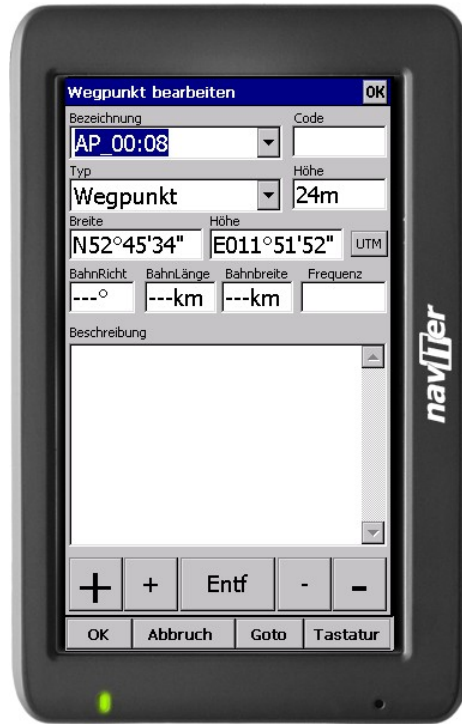 Wegpunkt bearbeiten OK
Bezeichnung Code
AP_00:08
Typ Höhe
Wegpunkt 24m
Breite Höhe
N52°45'34" E011°51'52" UTM
BahnRicht BahnLänge Bahnbreite Frequenz
---° ---km ---km
Beschreibung
+ + Entf - -
OK Abbruch Goto Tastatur
naviter